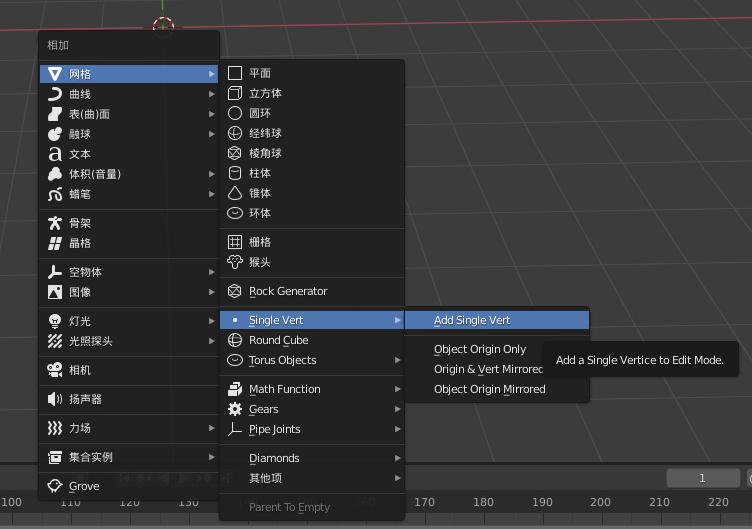 相加
网格
曲线
表(曲)面
融球
文本
体积(音量)
蜡笔
骨架
晶格
空物体
图像
灯光
光照探头
相机
扬声器
力场
集合实例
Grove
平面
立方体
圆环
经纬球
棱角球
柱体
锥体
环体
栅格
猴头
Rock Generator
Single Vert
Round Cube
Torus Objects
Math Function
Gears
Pipe Joints
Diamonds
其他项
Parent To Empty
Add Single Vert
Object Origin Only
Origin & Vert Mirrored
Object Origin Mirrored
Add a Single Vertice to Edit Mode.
1
100 110 120 130 160 170 180 190 200 210 220